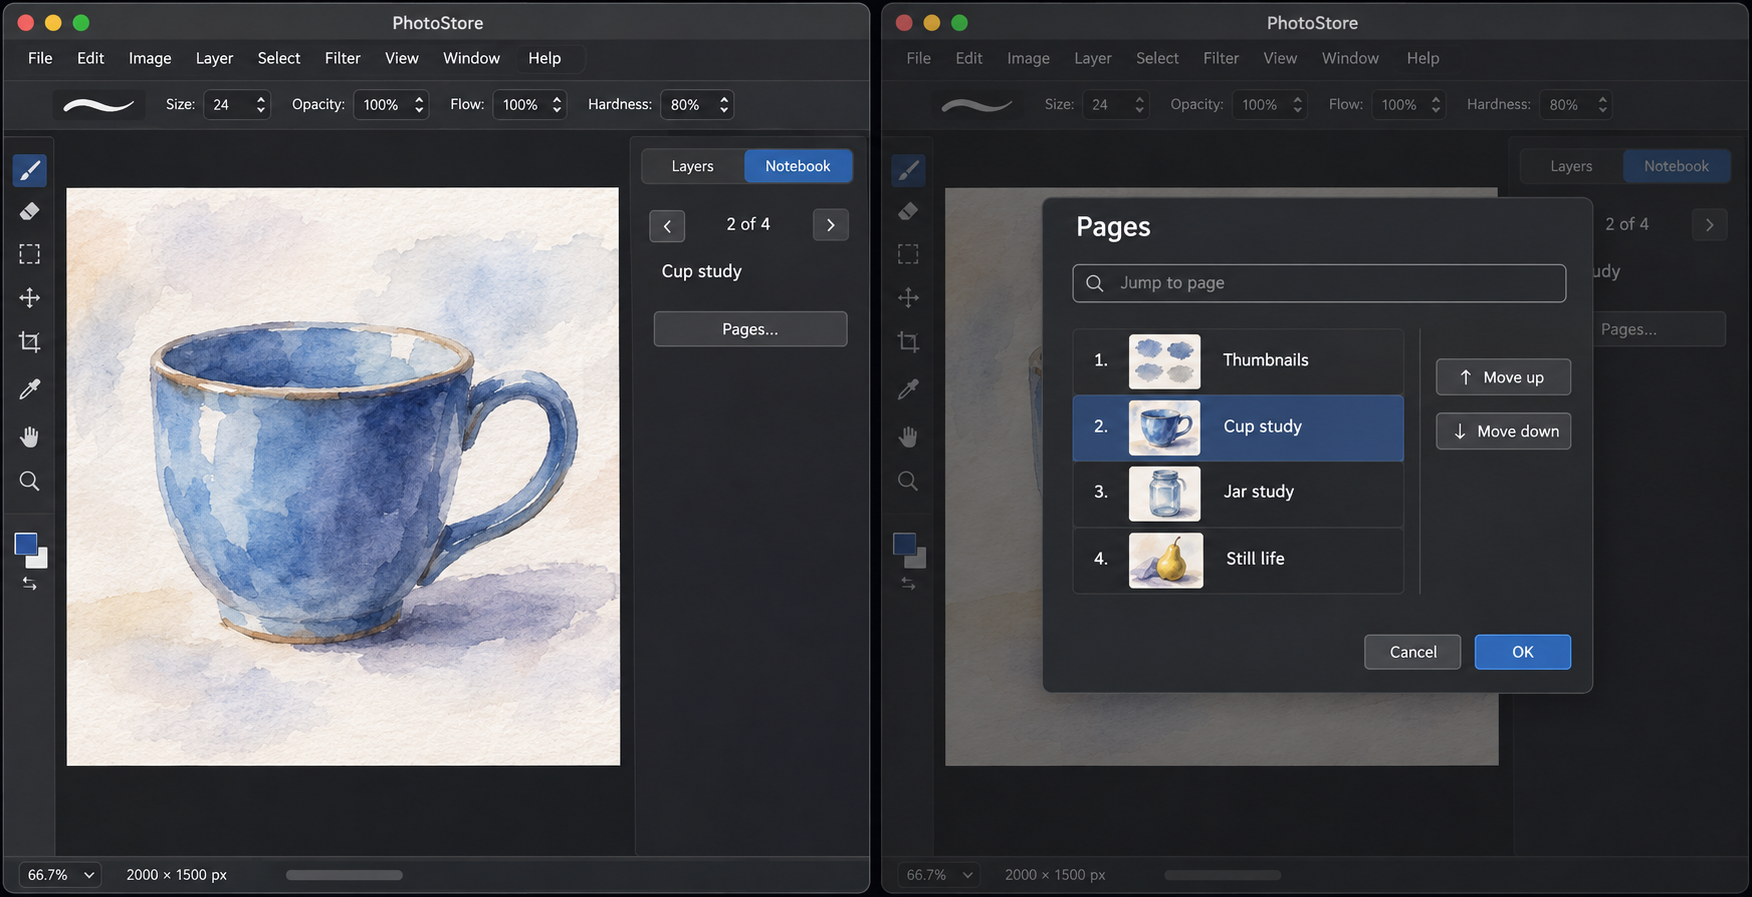 PhotoStore
File Edit Image Layer Select Filter View Window Help
Size: 24 Opacity: 100% Flow: 100% Hardness: 80%
Layers Notebook
2 of 4
Cup study
Pages...
66.7% 2000 × 1500 px
PhotoStore
File Edit Image Layer Select Filter View Window Help
Size: 24 Opacity: 100% Flow: 100% Hardness: 80%
Layers Notebook
2 of 4
udy
Pages...
Pages
Jump to page
1. Thumbnails
2. Cup study
3. Jar study
4. Still life
↑ Move up
↓ Move down
Cancel OK
66.7% 2000 × 1500 px